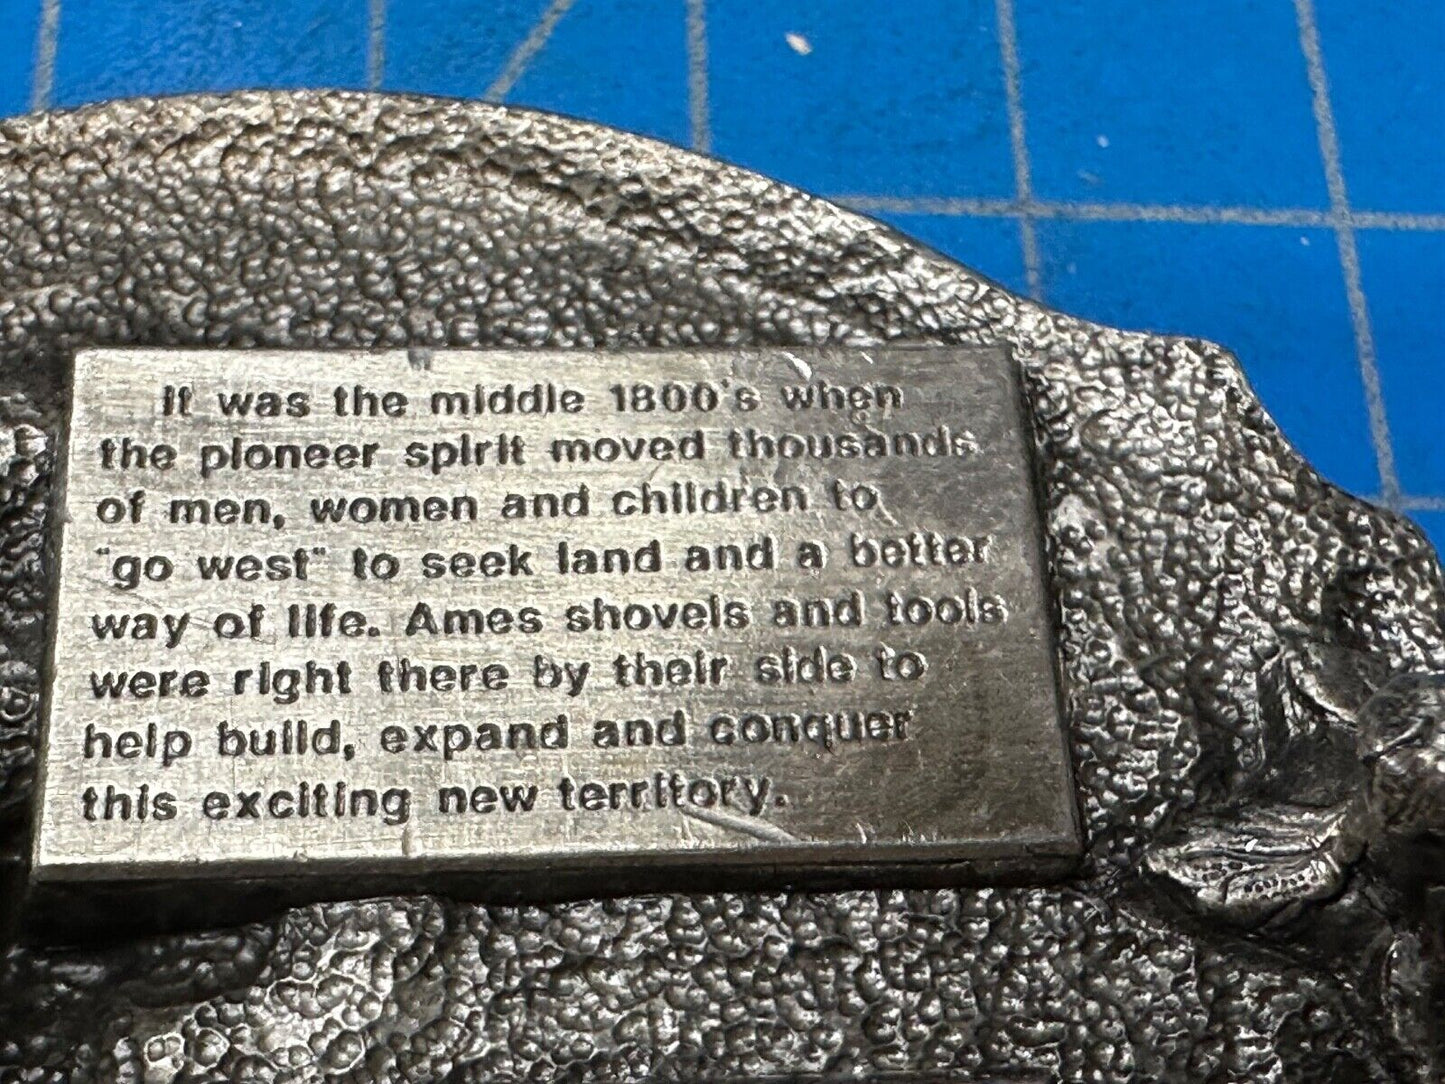 It was the middle 1800's when
the pioneer spirit moved thousands
of men, women and children to
"go west" to seek land and a better
way of life. Ames shovels and tools
were right there by their side to
help build, expand and conquer
this exciting new territory.